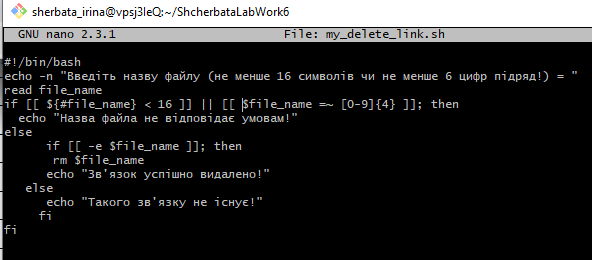 sherbata_irina@vpsj3leQ:~/ShcherbataLabWork6
GNU nano 2.3.1 File: my_delete_link.sh
#!/bin/bash
echo -n "Введіть назву файлу (не менше 16 символів чи не менше 6 цифр підряд!) = "
read file_name
if [[ ${#file_name} < 16 ]] || [[ $file_name =~ [0-9]{4} ]]; then
echo "Назва файла не відповідає умовам!"
else
if [[ -e $file_name ]]; then
rm $file_name
echo "Зв'язок успішно видалено!"
else
echo "Такого зв'язку не існує!"
fi
fi